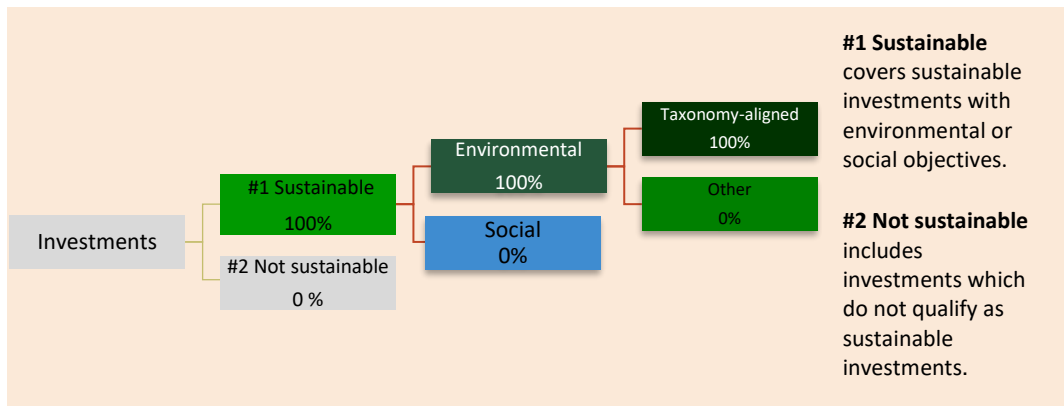 Investments
#1 Sustainable
100%
#2 Not sustainable
0 %
Environmental
100%
Social
0%
Taxonomy-aligned
100%
Other
0%
#1 Sustainable
covers sustainable
investments with
environmental or
social objectives.
#2 Not sustainable
includes
investments which
do not qualify as
sustainable
investments.